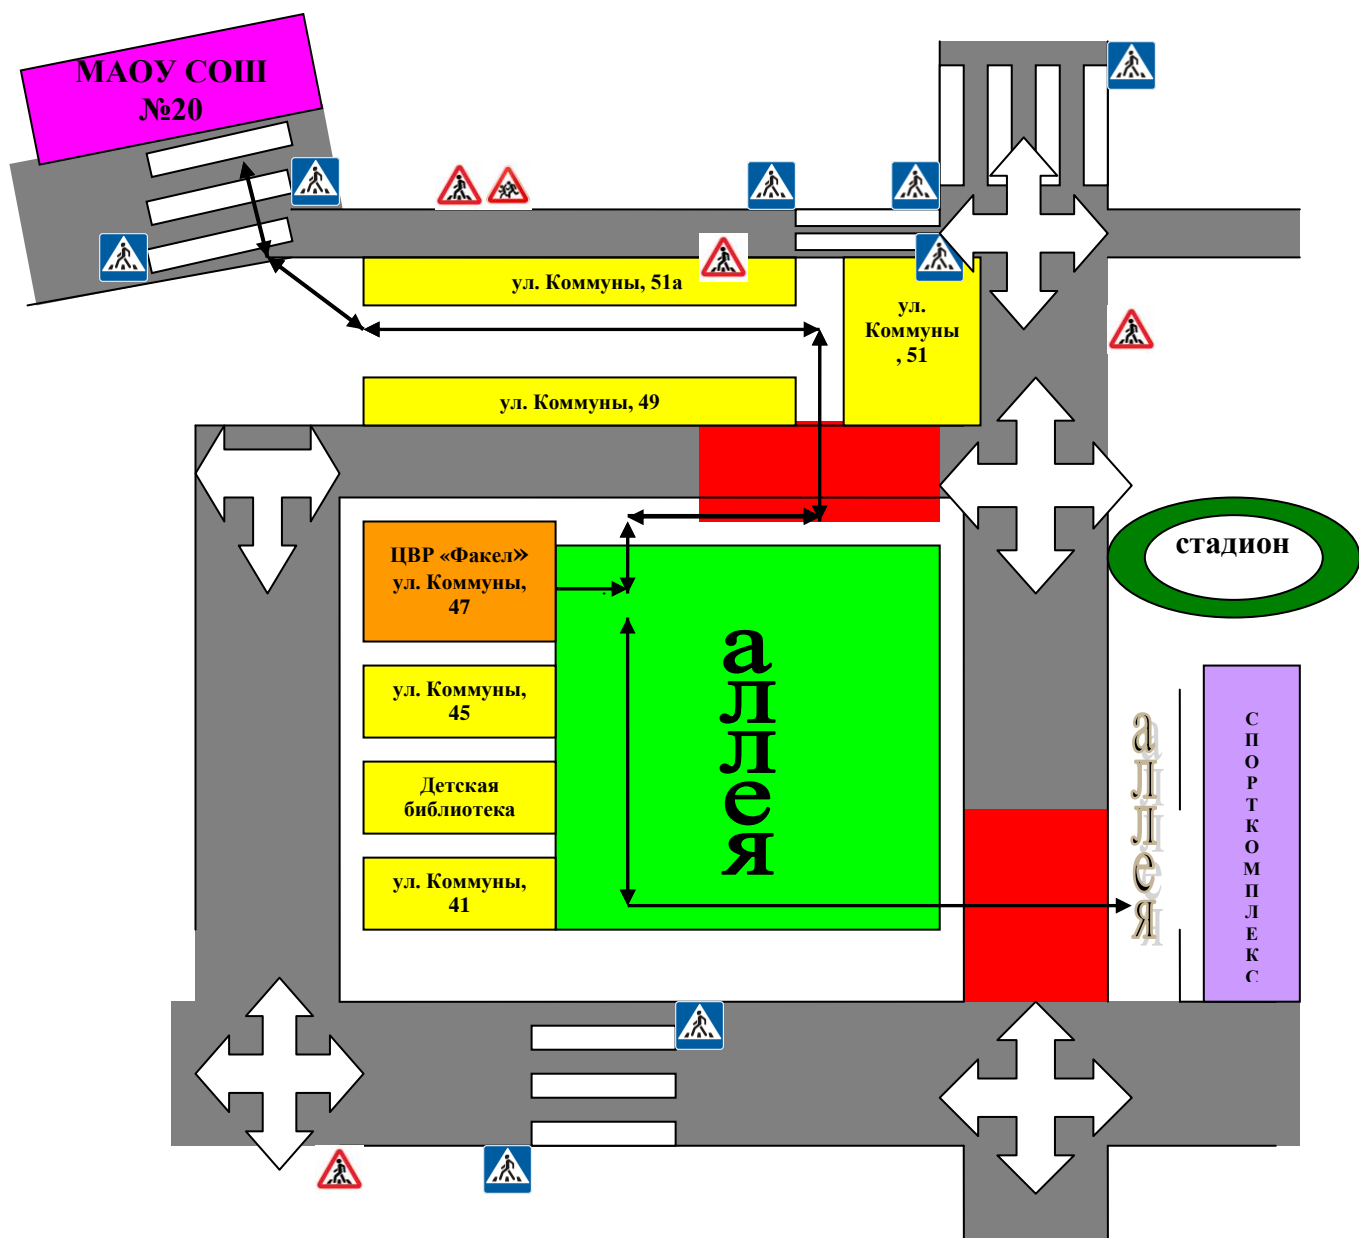 МАОУ СОШ
№20
ул. Коммуны, 51а
ул.
Коммуны
, 51
ул. Коммуны, 49
ЦВР «Факел»
ул. Коммуны,
47
стадион
аллея
ул. Коммуны,
45
аллея
СПОРТКОМПЛЕКС
Детская
библиотека
ул. Коммуны,
41